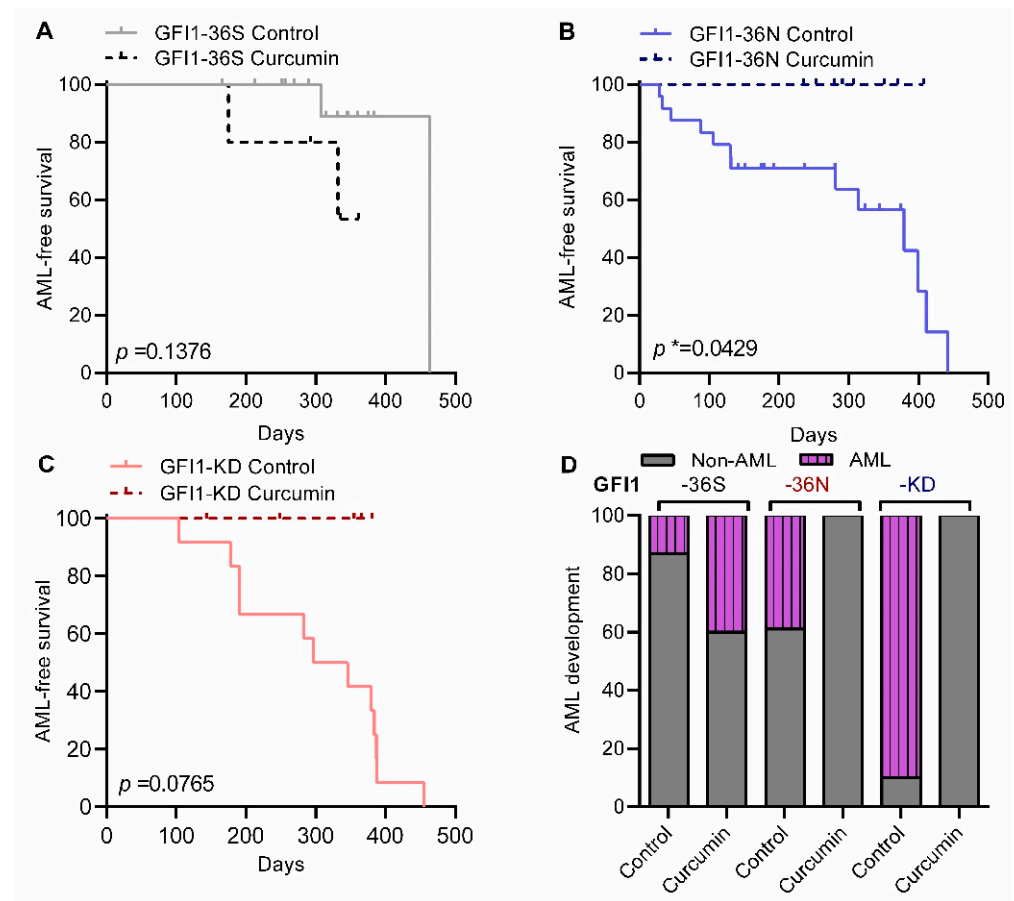 A
GFI1-36S Control
GFI1-36S Curcumin
AML-free survival
100
80
60
40
20
0
p =0.1376
0 100 200 300 400 500
Days
B
GFI1-36N Control
GFI1-36N Curcumin
AML-free survival
100
80
60
40
20
0
p *=0.0429
0 100 200 300 400 500
Days
C
GFI1-KD Control
GFI1-KD Curcumin
AML-free survival
100
80
60
40
20
0
p =0.0765
0 100 200 300 400 500
Days
D
Non-AML AML
GFI1 -36S -36N -KD
AML development
100
80
60
40
20
0
Control Curcumin Control Curcumin Control Curcumin